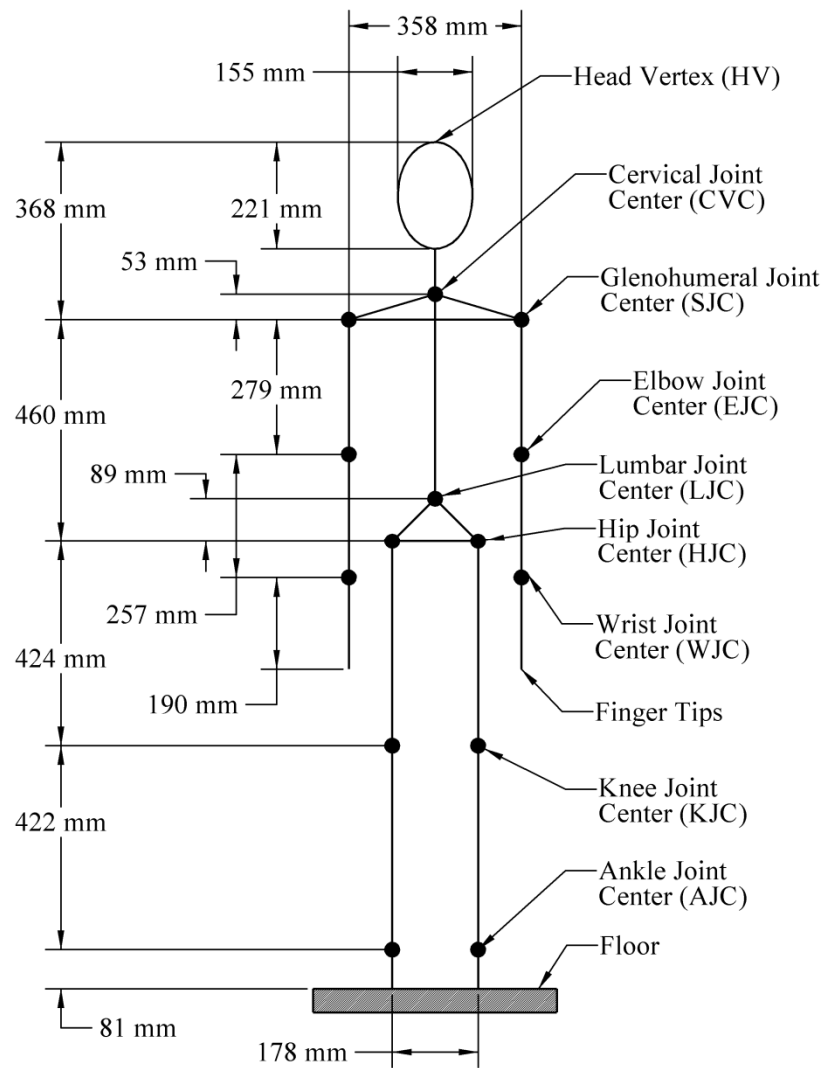 358 mm
155 mm
Head Vertex (HV)
368 mm
221 mm
Cervical Joint
Center (CVC)
53 mm
Glenohumeral Joint
Center (SJC)
279 mm
Elbow Joint
Center (EJC)
460 mm
89 mm
Lumbar Joint
Center (LJC)
Hip Joint
Center (HJC)
257 mm
Wrist Joint
Center (WJC)
424 mm
190 mm
Finger Tips
Knee Joint
Center (KJC)
422 mm
Ankle Joint
Center (AJC)
Floor
81 mm
178 mm